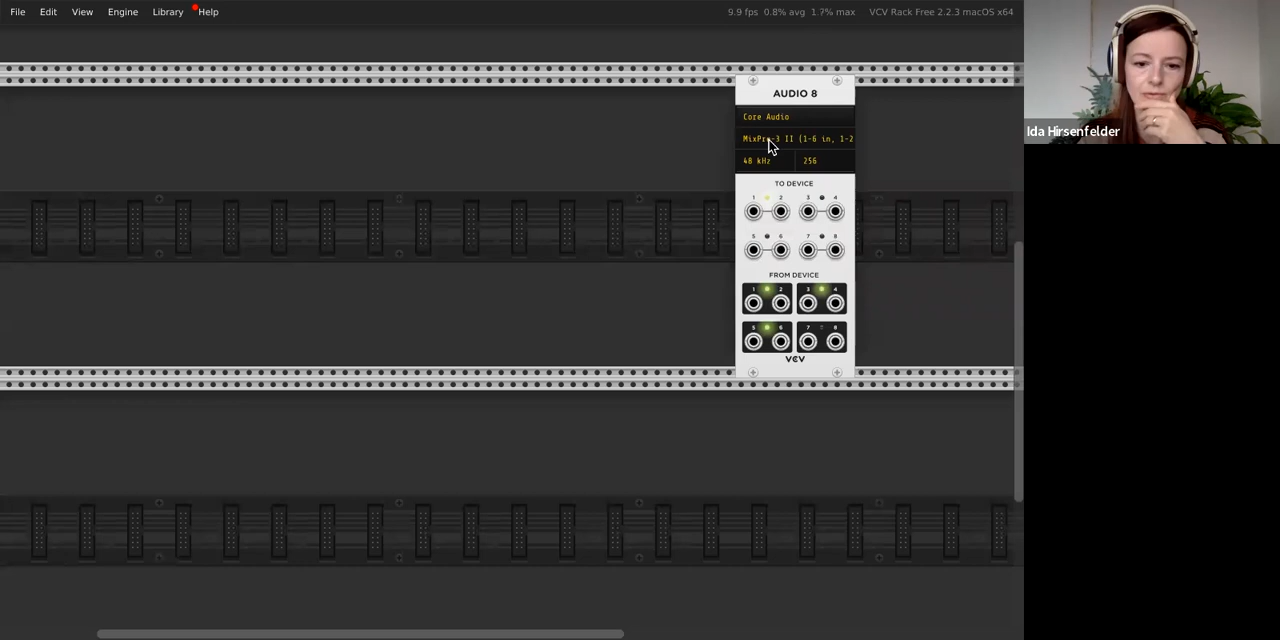 File Edit View Engine Library Help
9.9 fps 0.8% avg 1.7% max VCV Rack Free 2.2.3 macOS x64
AUDIO 8
Core Audio
MixPre-3 II (1-6 in, 1-2
48 kHz 256
TO DEVICE
1 2 3 4
5 6 7 8
FROM DEVICE
1 2 3 4
5 6 7 8
VCV
Ida Hirsenfelder